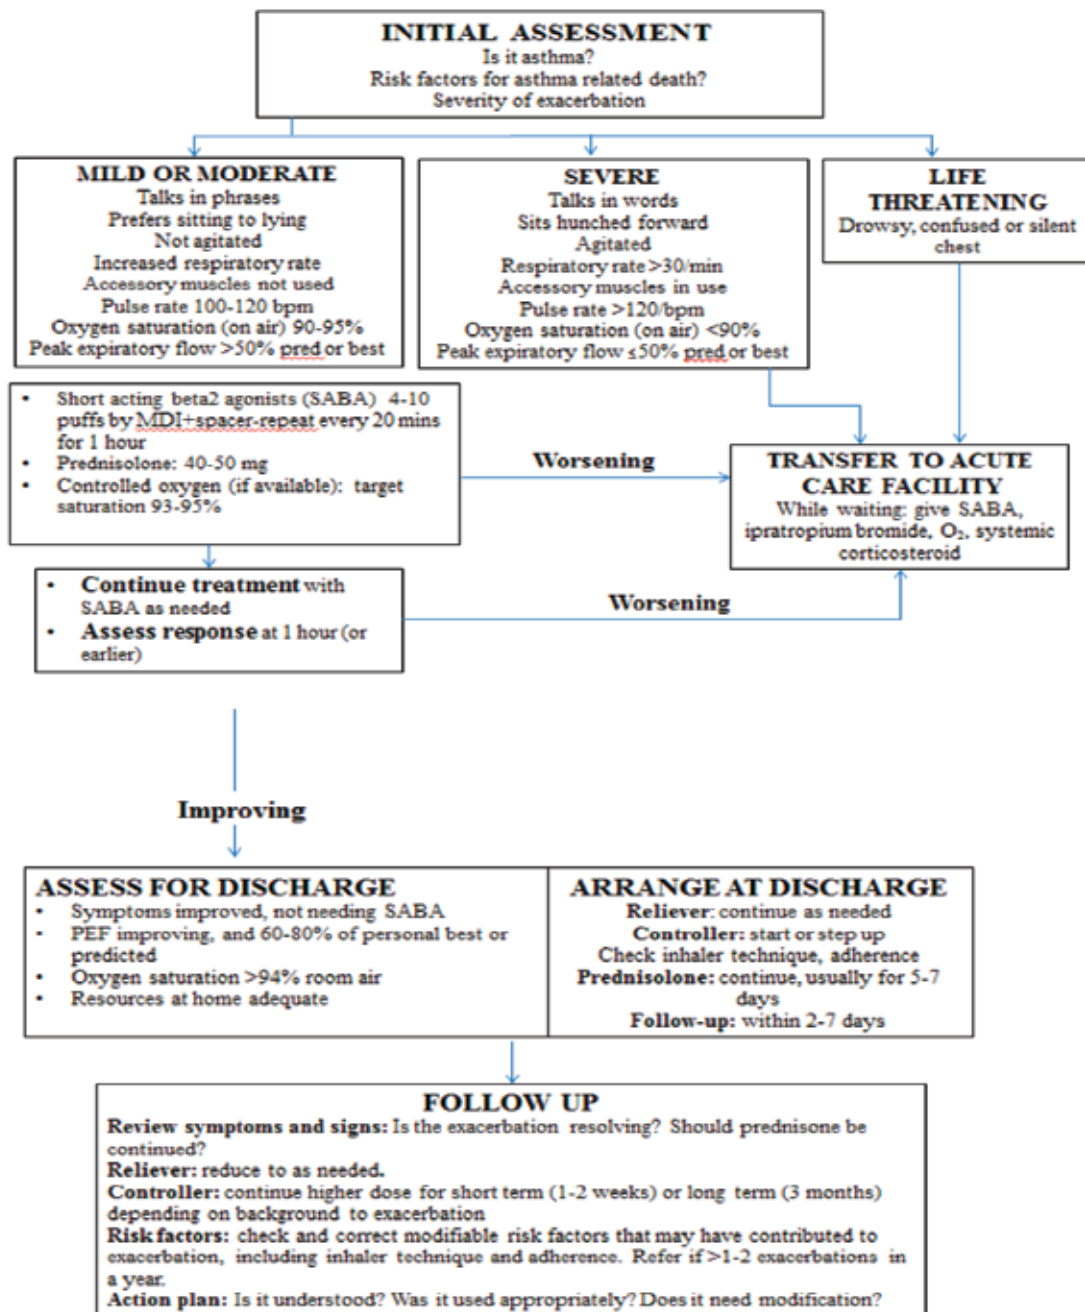 INITIAL ASSESSMENT
Is it asthma?
Risk factors for asthma related death?
Severity of exacerbation
MILD OR MODERATE
Talks in phrases
Prefers sitting to lying
Not agitated
Increased respiratory rate
Accessory muscles not used
Pulse rate 100-120 bpm
Oxygen saturation (on air) 90-95%
Peak expiratory flow >50% pred or best
SEVERE
Talks in words
Sits hunched forward
Agitated
Respiratory rate >30/min
Accessory muscles in use
Pulse rate >120/bpm
Oxygen saturation (on air) <90%
Peak expiratory flow ≤50% pred or best
LIFE
THREATENING
Drowsy, confused or silent
chest
• Short acting beta2 agonists (SABA) 4-10
puffs by MDI+spacer-repeat every 20 mins
for 1 hour
• Prednisolone: 40-50 mg
• Controlled oxygen (if available): target
saturation 93-95%
Worsening
TRANSFER TO ACUTE
CARE FACILITY
While waiting: give SABA,
ipratropium bromide, O₂, systemic
corticosteroid
• Continue treatment with
SABA as needed
• Assess response at 1 hour (or
earlier)
Worsening
Improving
ASSESS FOR DISCHARGE
• Symptoms improved, not needing SABA
• PEF improving, and 60-80% of personal best or
predicted
• Oxygen saturation >94% room air
• Resources at home adequate
ARRANGE AT DISCHARGE
Reliever: continue as needed
Controller: start or step up
Check inhaler technique, adherence
Prednisolone: continue, usually for 5-7
days
Follow-up: within 2-7 days
FOLLOW UP
Review symptoms and signs: Is the exacerbation resolving? Should prednisone be
continued?
Reliever: reduce to as needed.
Controller: continue higher dose for short term (1-2 weeks) or long term (3 months)
depending on background to exacerbation
Risk factors: check and correct modifiable risk factors that may have contributed to
exacerbation, including inhaler technique and adherence. Refer if >1-2 exacerbations in
a year.
Action plan: Is it understood? Was it used appropriately? Does it need modification?